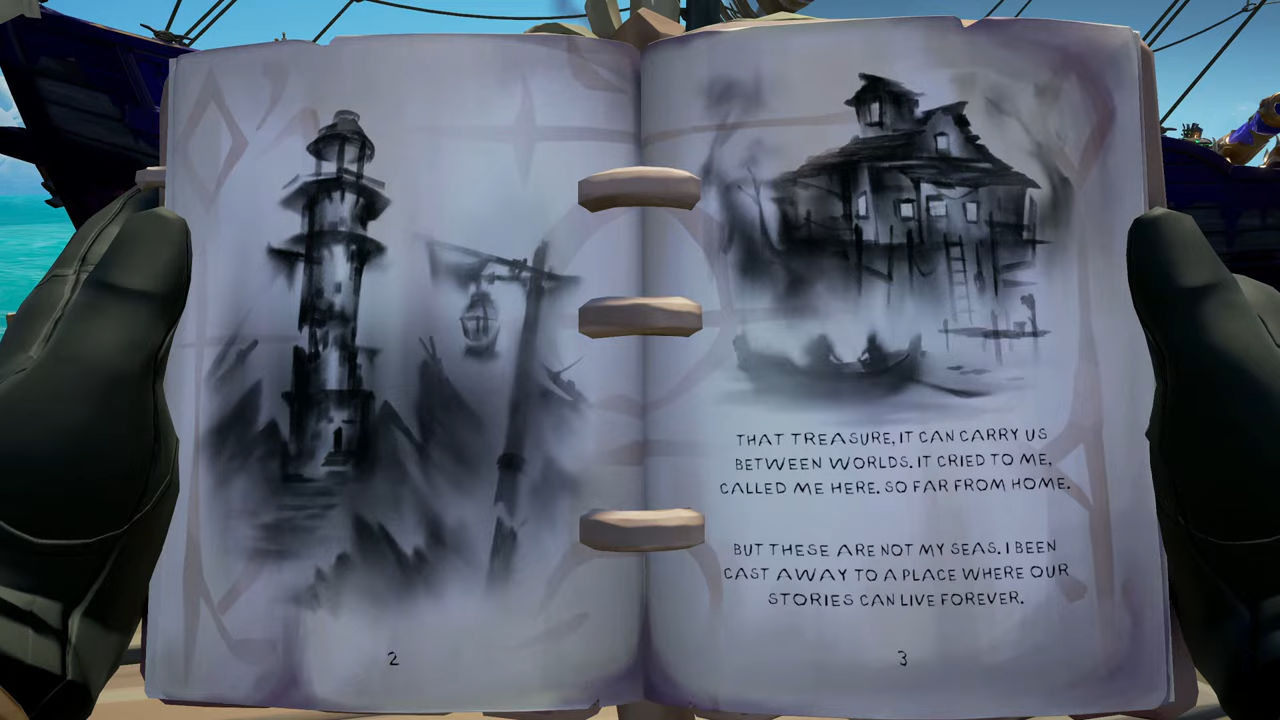 THAT TREASURE, IT CAN CARRY US
BETWEEN WORLDS. IT CRIED TO ME,
CALLED ME HERE. SO FAR FROM HOME.
BUT THESE ARE NOT MY SEAS. I BEEN
CAST AWAY TO A PLACE WHERE OUR
STORIES CAN LIVE FOREVER.
2
3